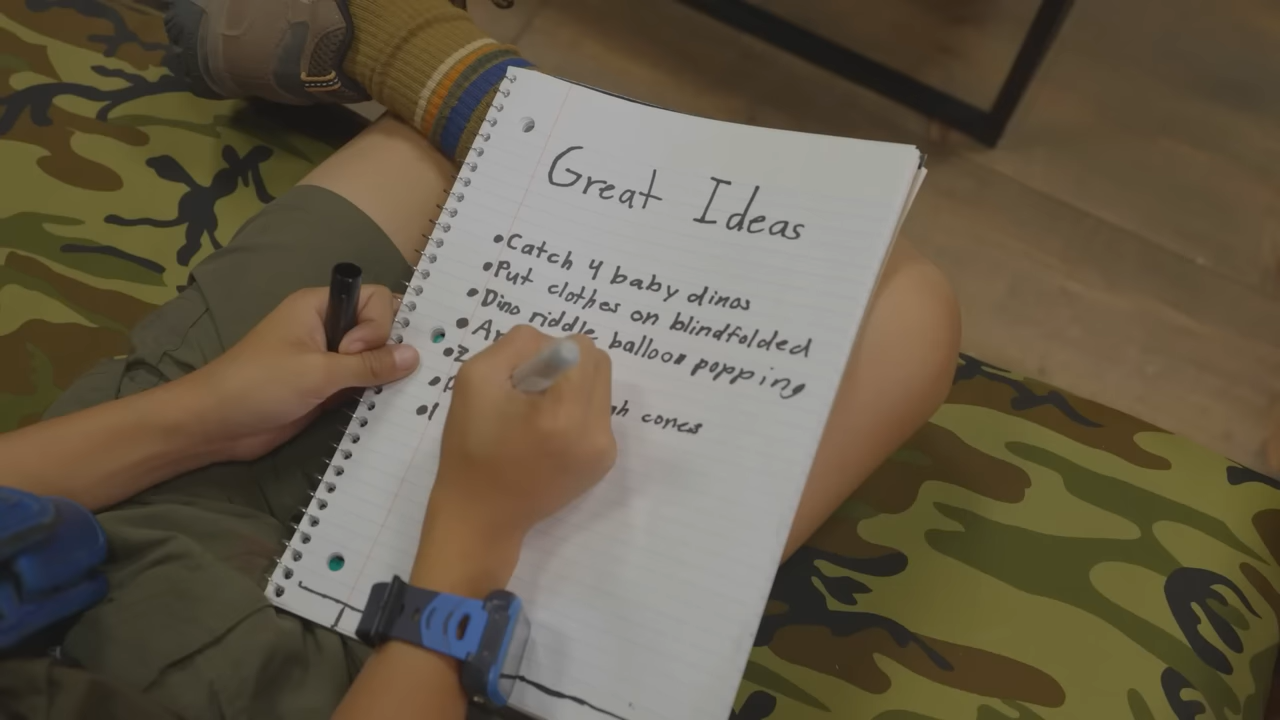 Great Ideas
•Catch 4 baby dinos
•Put clothes on blindfolded
•Dino riddle balloon popping
•
•
•
• cones